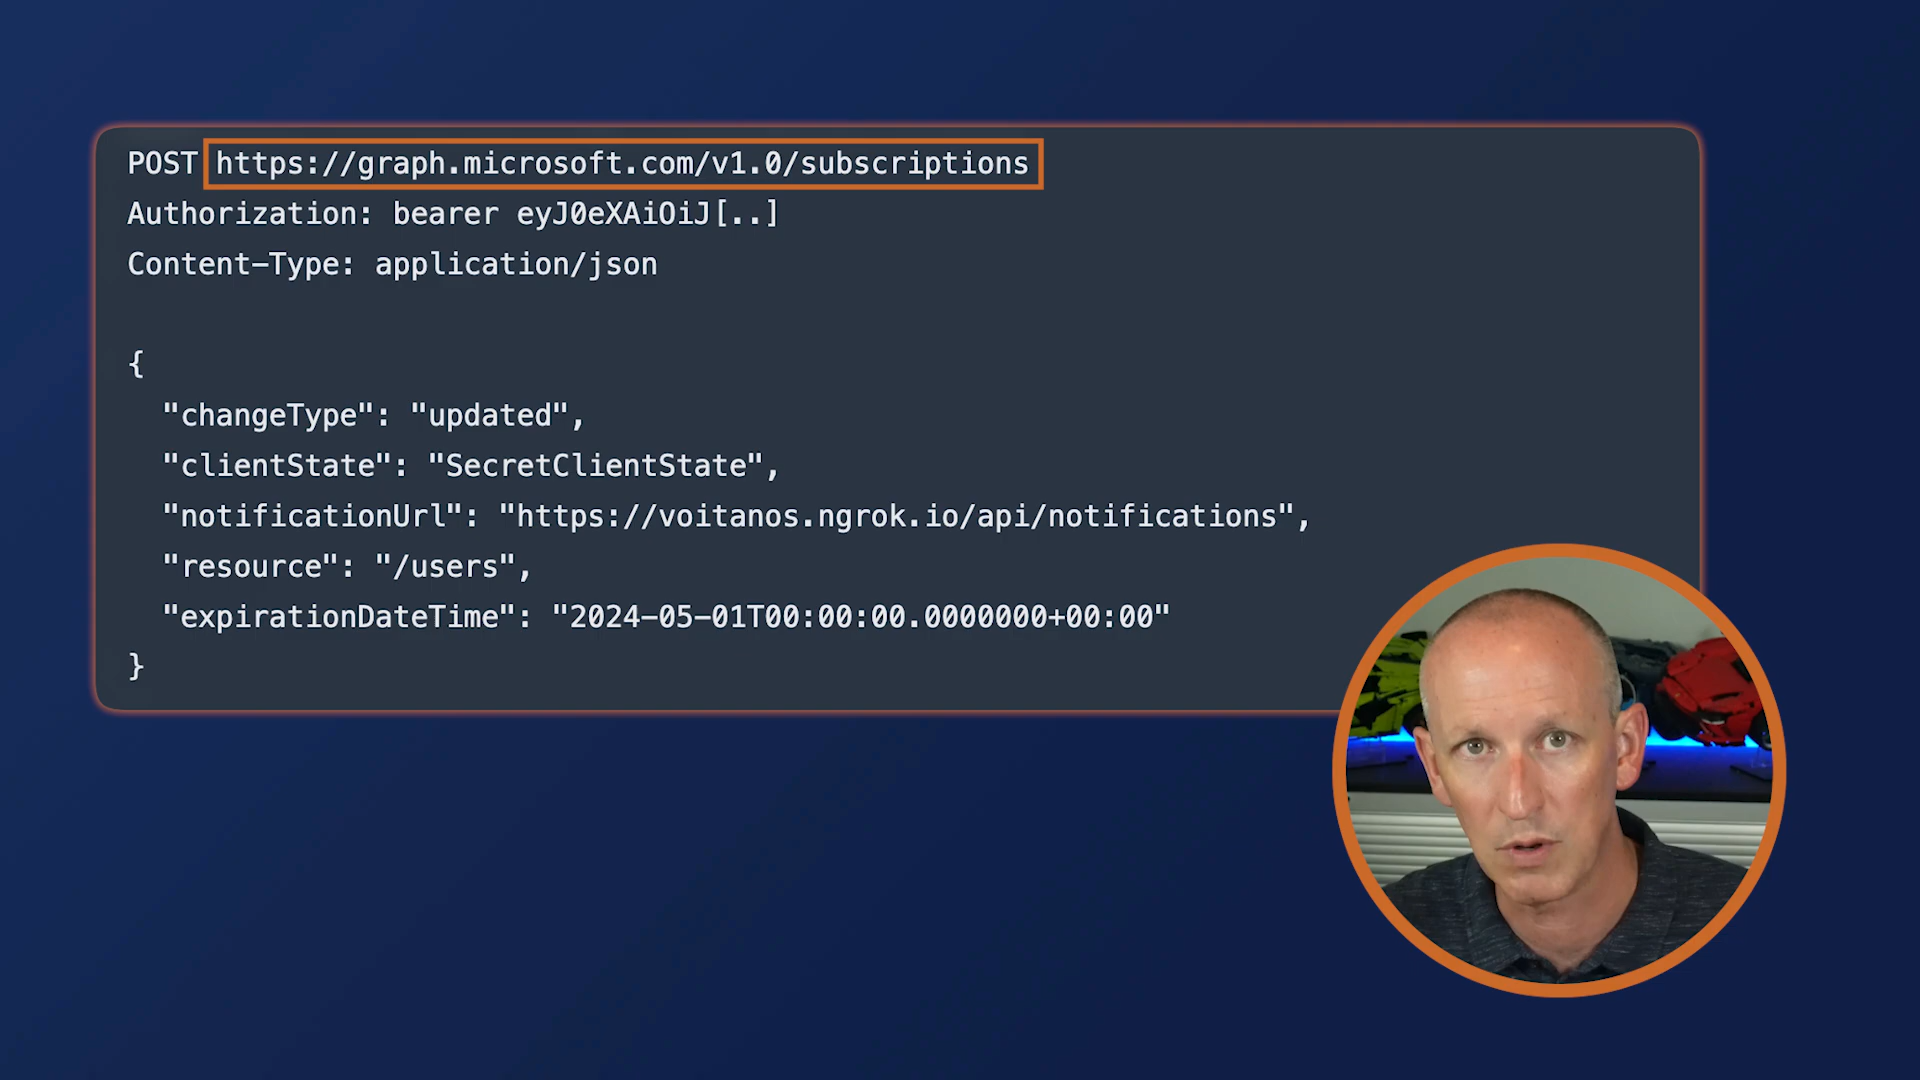 POST https://graph.microsoft.com/v1.0/subscriptions
Authorization: bearer eyJ0eXAiOiJ[..]
Content-Type: application/json
{
"changeType": "updated",
"clientState": "SecretClientState",
"notificationUrl": "https://voitanos.ngrok.io/api/notifications",
"resource": "/users",
"expirationDateTime": "2024-05-01T00:00:00.0000000+00:00"
}